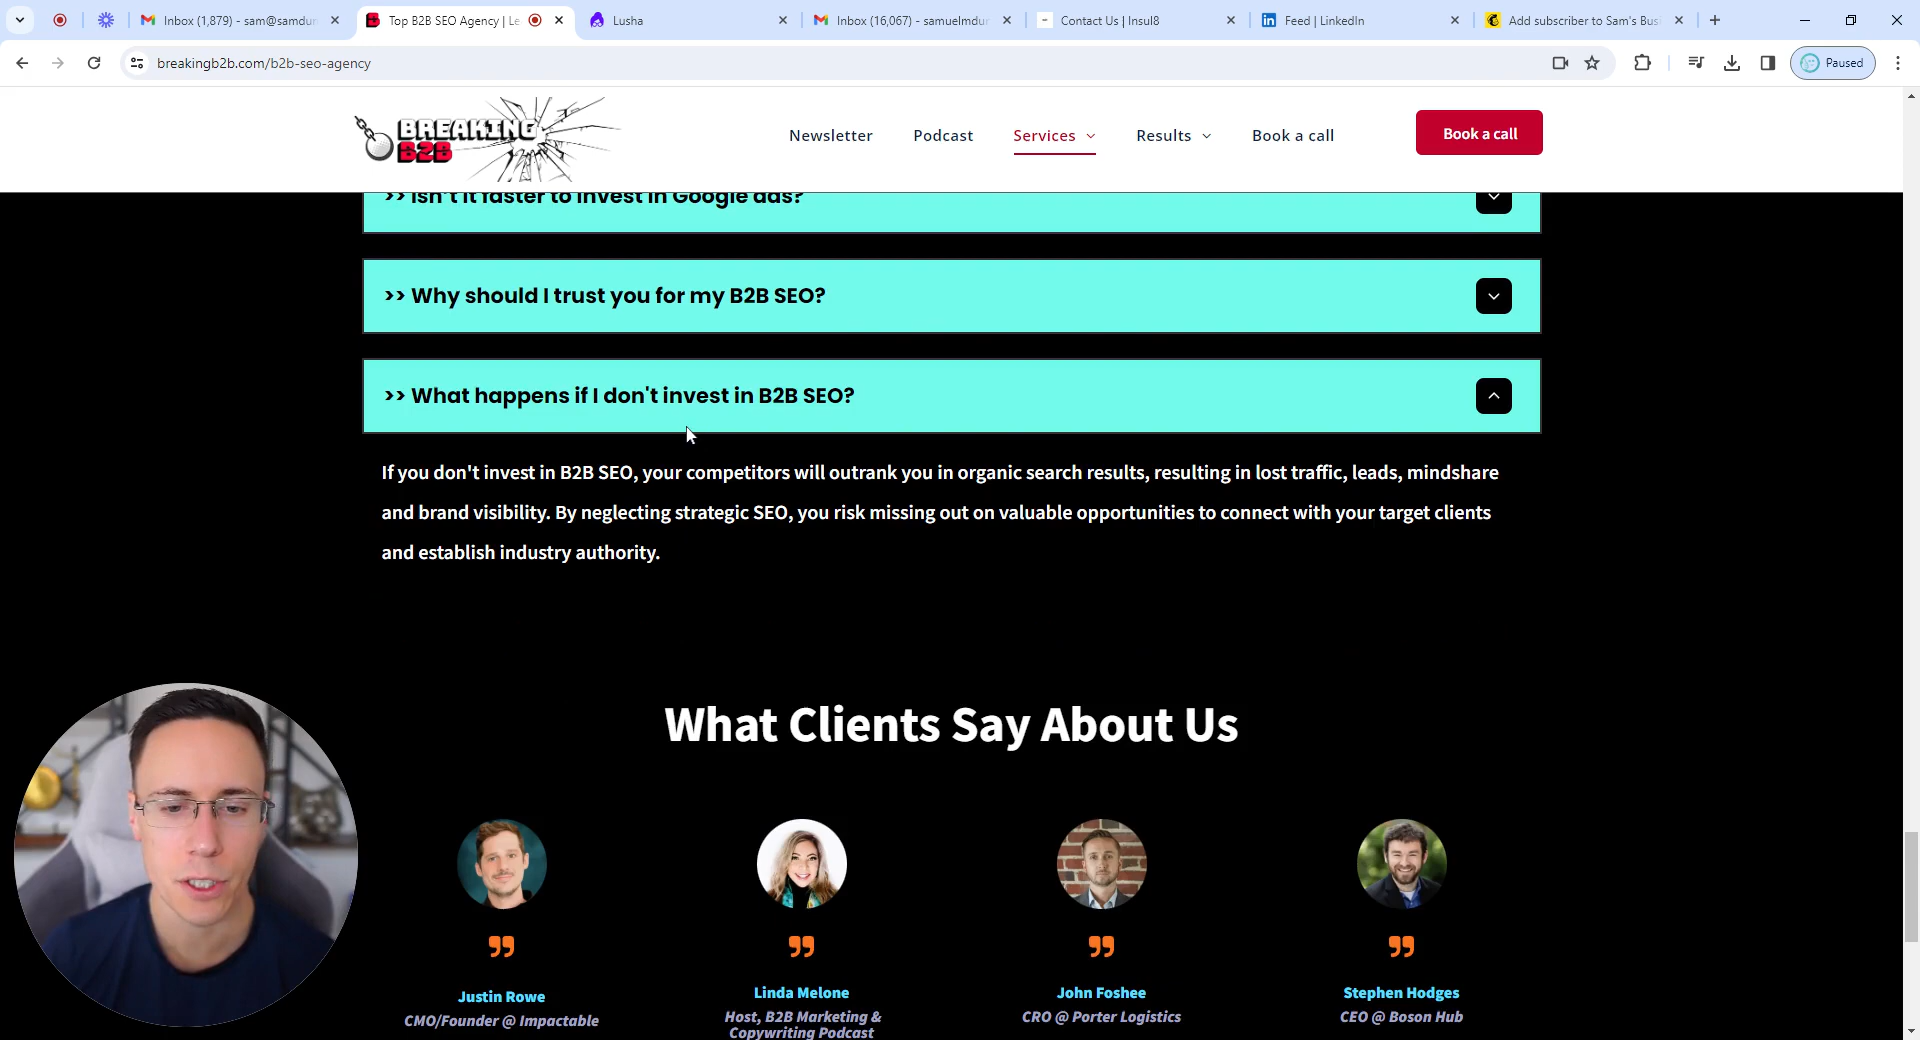 Inbox (1,879) - sam@samdun
Top B2B SEO Agency | Le
Lusha
Inbox (16,067) - samuelmdun
Contact Us | Insul8
Feed | LinkedIn
Add subscriber to Sam's Busi
breakingb2b.com/b2b-seo-agency
Paused
BREAKING
B2B
Newsletter
Podcast
Services
Results
Book a call
Book a call
>> Isn't it faster to invest in Google ads?
>> Why should I trust you for my B2B SEO?
>> What happens if I don't invest in B2B SEO?
If you don't invest in B2B SEO, your competitors will outrank you in organic search results, resulting in lost traffic, leads, mindshare
and brand visibility. By neglecting strategic SEO, you risk missing out on valuable opportunities to connect with your target clients
and establish industry authority.
What Clients Say About Us
Justin Rowe
CMO/Founder @ Impactable
Linda Melone
Host, B2B Marketing &
Copywriting Podcast
John Foshee
CRO @ Porter Logistics
Stephen Hodges
CEO @ Boson Hub